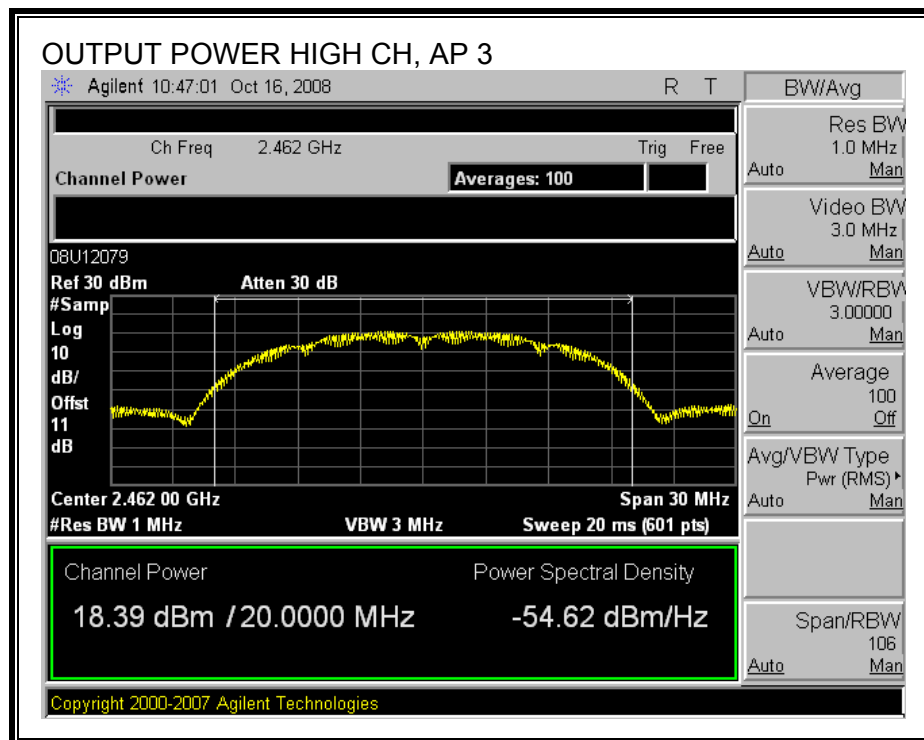 OUTPUT POWER HIGH CH, AP 3
Agilent 10:47:01 Oct 16, 2008 R T
BW/Avg
Ch Freq 2.462 GHz Trig Free
Channel Power Averages: 100
08U12079
Ref 30 dBm Atten 30 dB
#Samp
Log
10
dB/
Offst
11
dB
Center 2.462 00 GHz Span 30 MHz
#Res BW 1 MHz VBW 3 MHz Sweep 20 ms (601 pts)
Channel Power Power Spectral Density
18.39 dBm / 20.0000 MHz -54.62 dBm/Hz
Copyright 2000-2007 Agilent Technologies
Res BW
1.0 MHz
Auto Man
Video BW
3.0 MHz
Auto Man
VBW/RBW
3.00000
Auto Man
Average
100
On Off
Avg/VBW Type
Pwr (RMS)
Auto Man
Span/RBW
106
Auto Man